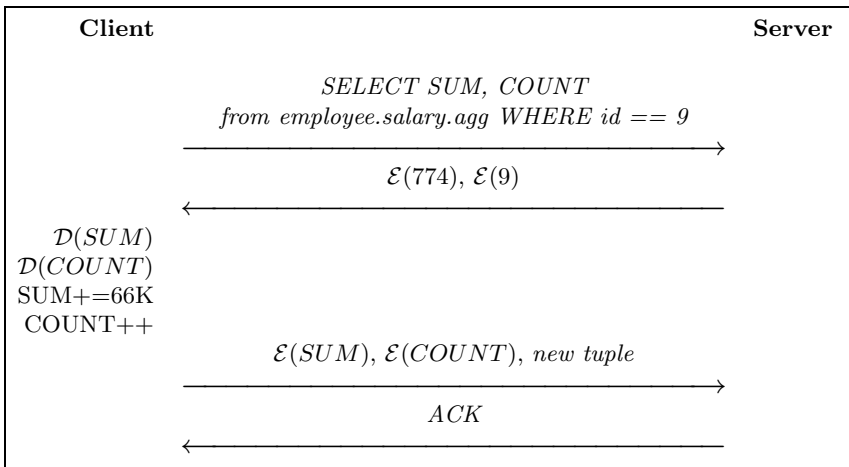 Client Server
SELECT SUM, COUNT
from employee.salary.agg WHERE id == 9
ℰ(774), ℰ(9)
𝒟(SUM)
𝒟(COUNT)
SUM+=66K
COUNT++
ℰ(SUM), ℰ(COUNT), new tuple
ACK